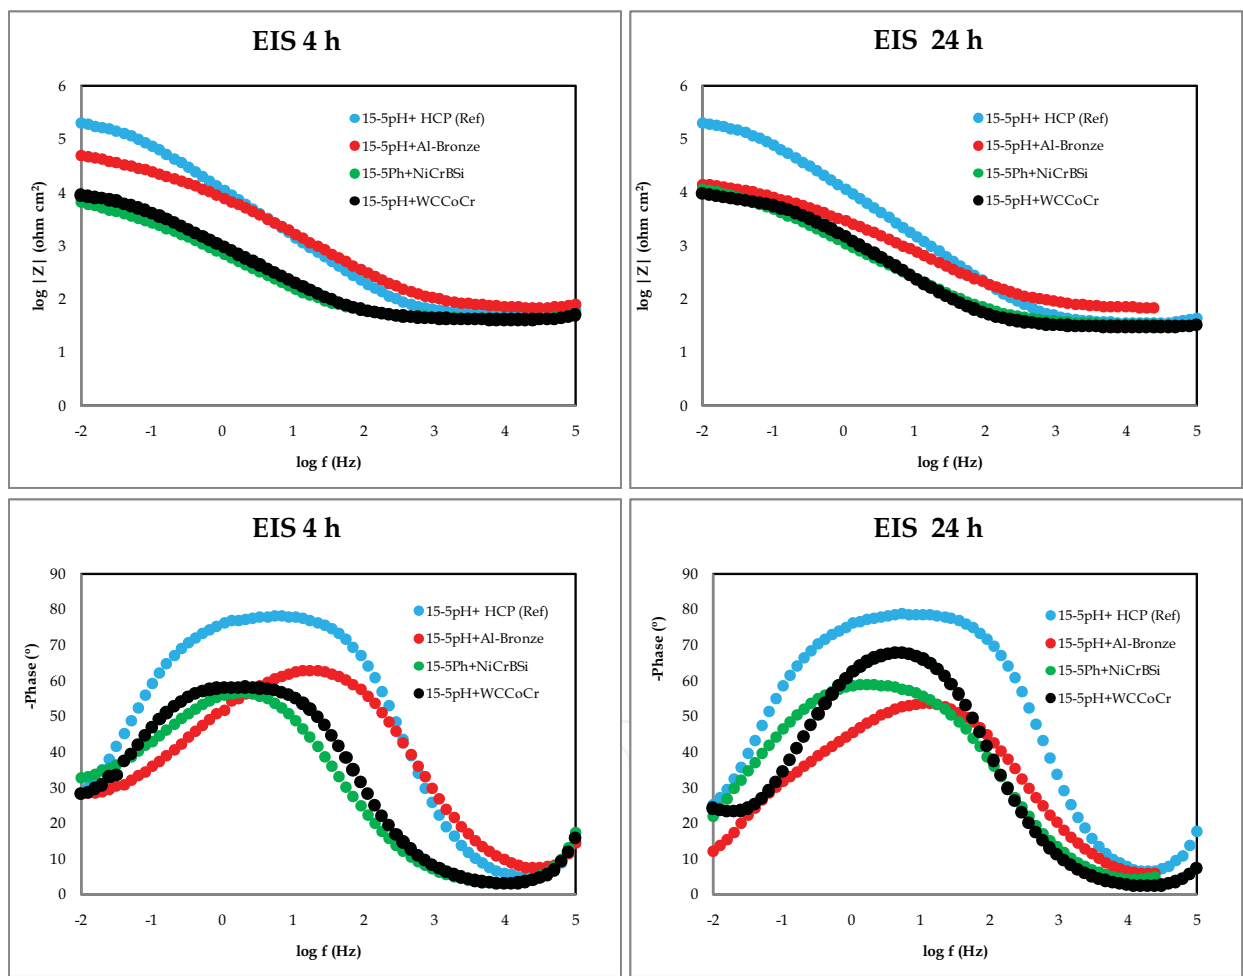 EIS 4 h
log |Z| (ohm cm²)
6
5
4
3
2
1
0
15-5pH+ HCP (Ref)
15-5pH+Al-Bronze
15-5Ph+NiCrBSi
15-5pH+WCCoCr
-2 -1 0 1 2 3 4 5
log f (Hz)
EIS 24 h
log |Z| (ohm cm²)
6
5
4
3
2
1
0
15-5pH+ HCP (Ref)
15-5pH+Al-Bronze
15-5Ph+NiCrBSi
15-5pH+WCCoCr
-2 -1 0 1 2 3 4 5
log f (Hz)
EIS 4 h
-Phase (°)
90
80
70
60
50
40
30
20
10
0
15-5pH+ HCP (Ref)
15-5pH+Al-Bronze
15-5Ph+NiCrBSi
15-5pH+WCCoCr
-2 -1 0 1 2 3 4 5
log f (Hz)
EIS 24 h
-Phase (°)
90
80
70
60
50
40
30
20
10
0
15-5pH+ HCP (Ref)
15-5pH+Al-Bronze
15-5Ph+NiCrBSi
15-5pH+WCCoCr
-2 -1 0 1 2 3 4 5
log f (Hz)